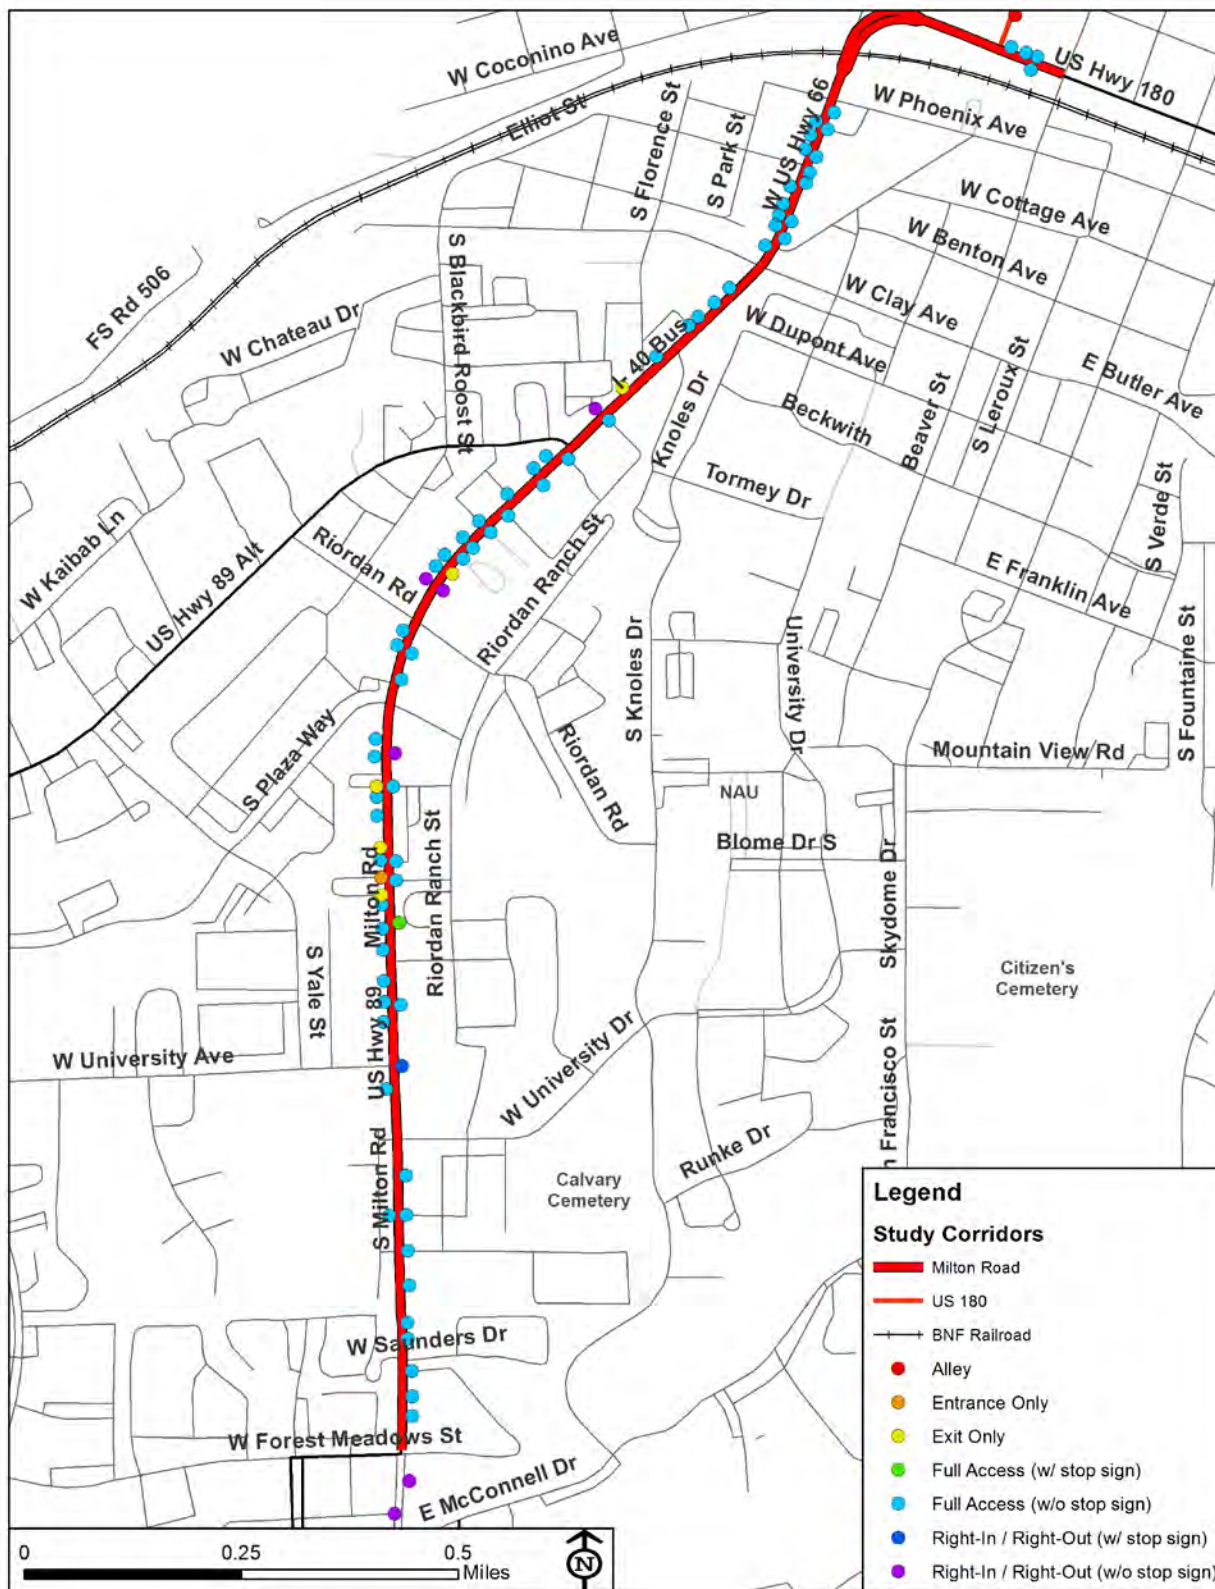 W Coconino Ave
US Hwy 180
Elliot St
W Phoenix Ave
S Florence St
S Park St
W US Hwy 66
W Cottage Ave
W Benton Ave
FS Rd 506
S Blackbird Roost St
W Chateau Dr
W Clay Ave
W Dupont Ave
I- 40 Bus
E Butler Ave
S Leroux St
Beaver St
Beckwith
Knoles Dr
Tormey Dr
S Verde St
W Kaibab Ln
US Hwy 89 Alt
Riordan Rd
Riordan Ranch St
E Franklin Ave
S Knoles Dr
University Dr
S Fountaine St
Mountain View Rd
S Plaza Way
Riordan Rd
NAU
Blome Dr S
Skydome Dr
Milton Rd
Riordan Ranch St
S Yale St
Citizen's
Cemetery
US Hwy 89
W University Ave
W University Dr
n Francisco St
Runke Dr
S Milton Rd
Calvary
Cemetery
W Saunders Dr
W Forest Meadows St
E McConnell Dr
Legend
Study Corridors
Milton Road
US 180
BNF Railroad
Alley
Entrance Only
Exit Only
Full Access (w/ stop sign)
Full Access (w/o stop sign)
Right-In / Right-Out (w/ stop sign)
Right-In / Right-Out (w/o stop sign)
0 0.25 0.5
Miles
N